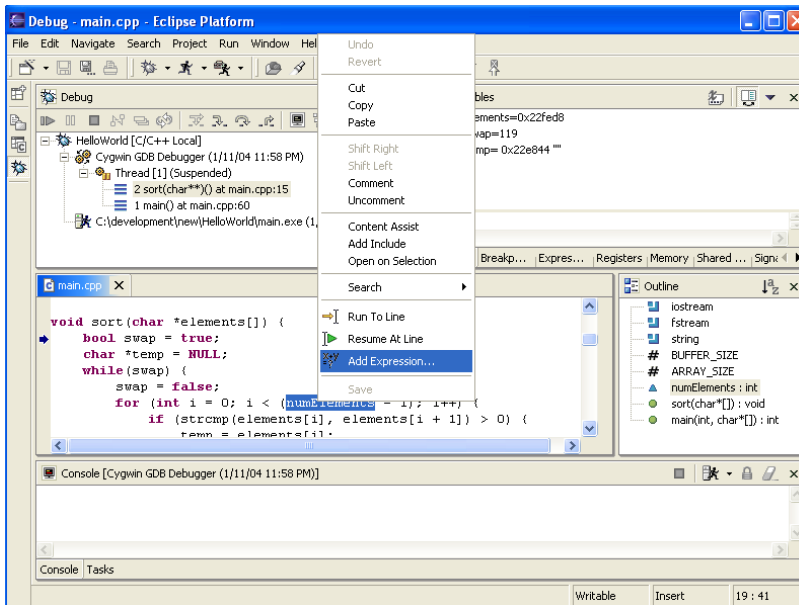 Debug - main.cpp - Eclipse Platform
File Edit Navigate Search Project Run Window Hel
Undo
Revert
Cut
Copy
Paste
Shift Right
Shift Left
Comment
Uncomment
Content Assist
Add Include
Open on Selection
Search
Run To Line
Resume At Line
Add Expression...
Save
Debug
HelloWorld [C/C++ Local]
Cygwin GDB Debugger (1/11/04 11:58 PM)
Thread [1] (Suspended)
2 sort(char**)() at main.cpp:15
1 main() at main.cpp:60
C:\development\new\HelloWorld\main.exe (1,
bles
ements=0x22fed8
vap=119
mp= 0x22e844 ""
Breakp... Expres... Registers Memory Shared ... Signa
main.cpp
void sort(char *elements[]) {
bool swap = true;
char *temp = NULL;
while(swap) {
swap = false;
for (int i = 0; i < (numElements - 1); i++) {
if (strcmp(elements[i], elements[i + 1]) > 0) {
temp = elements[i];
Outline
iostream
fstream
string
# BUFFER_SIZE
# ARRAY_SIZE
numElements : int
sort(char*[]) : void
main(int, char*[]) : int
Console [Cygwin GDB Debugger (1/11/04 11:58 PM)]
Console Tasks
Writable Insert 19 : 41